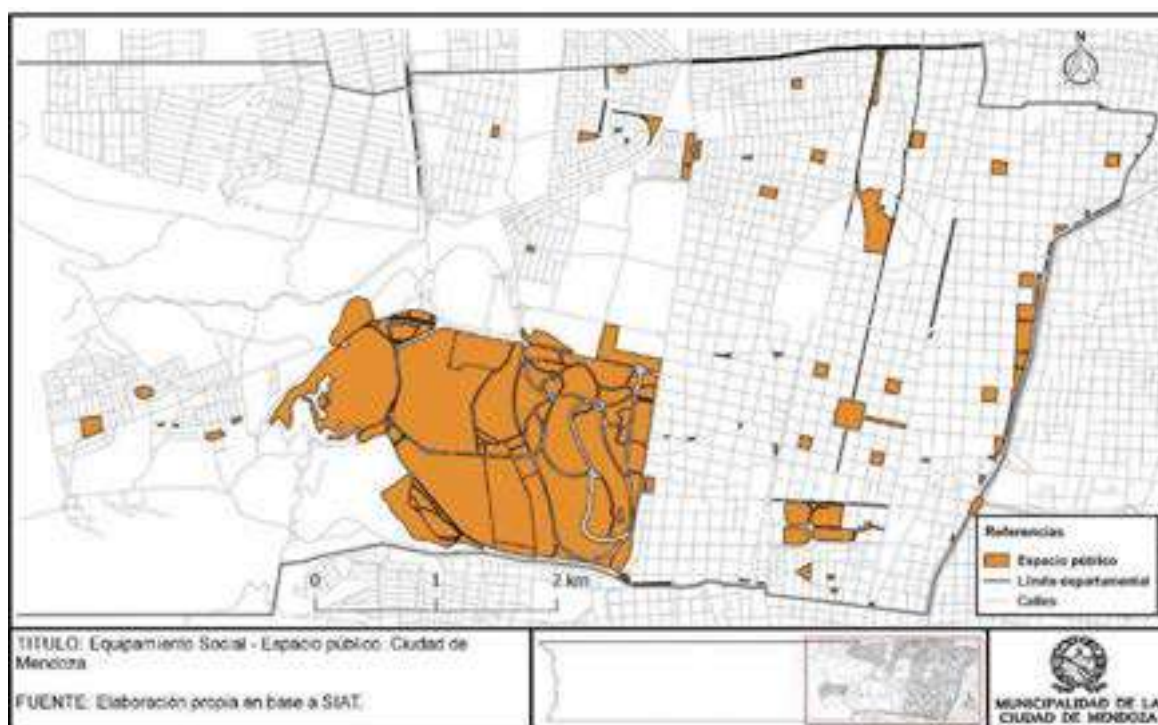 N
0 1 2 km
Referencias
Espacio público
Límite departamental
Calles
TITULO: Equipamiento Social - Espacio público. Ciudad de
Mendoza
FUENTE: Elaboración propia en base a SIAT.
MUNICIPALIDAD DE LA
CIUDAD DE MENDOZA